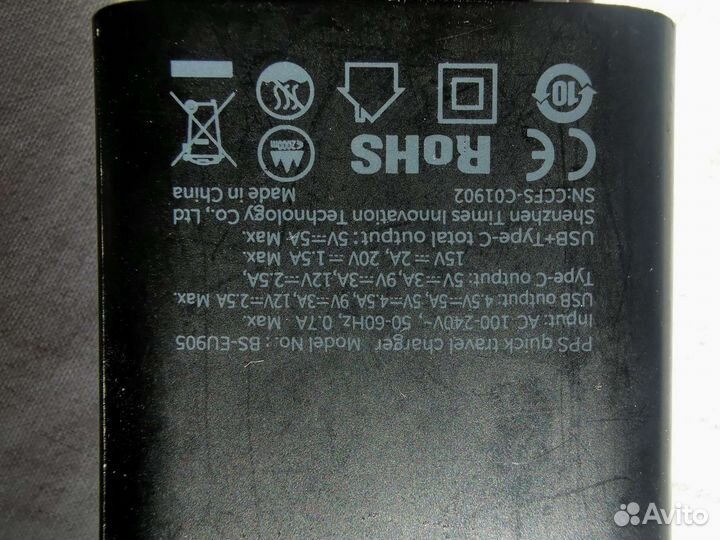 PPS quick travel charger Model No.: BS-EU905
Input: AC 100-240V~, 50-60Hz, 0.7A Max.
USB output: 4.5V⎓5A, 5V⎓4.5A, 9V⎓3A,12V⎓2.5A Max.
Type-C output: 5V⎓3A,9V⎓3A,12V⎓2.5A,
15V⎓2A, 20V⎓1.5A Max.
USB+Type-C total output: 5V⎓5A Max.
Shenzhen Times Innovation Technology Co., Ltd
SN:CCFS-C01902 Made in China
CE RoHS ≤2000m
10
Avito